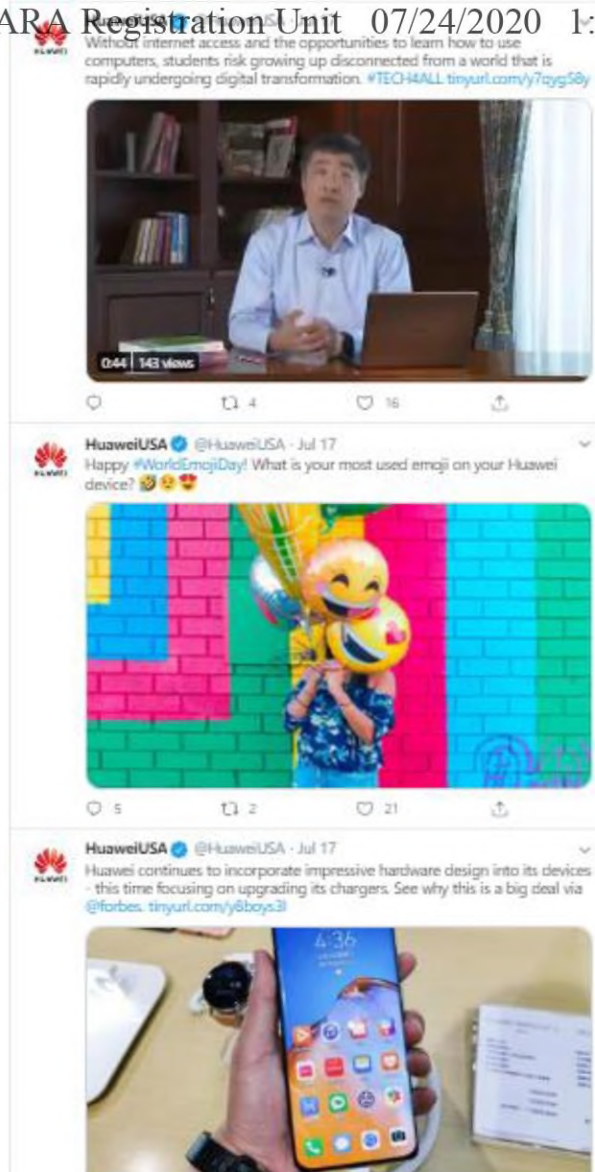 ARA Registration Unit 07/24/2020 1:
HUAWEI
Without internet access and the opportunities to learn how to use
computers, students risk growing up disconnected from a world that is
rapidly undergoing digital transformation. #TECH4ALL tinyurl.com/y7qyg58y
0:44 143 views
4 16
HuaweiUSA @HuaweiUSA · Jul 17
HUAWEI
Happy #WorldEmojiDay! What is your most used emoji on your Huawei
device? 🤣😢😍
5 2 21
HuaweiUSA @HuaweiUSA · Jul 17
HUAWEI
Huawei continues to incorporate impressive hardware design into its devices
- this time focusing on upgrading its chargers. See why this is a big deal via
@forbes. tinyurl.com/y8boys3l
4:36